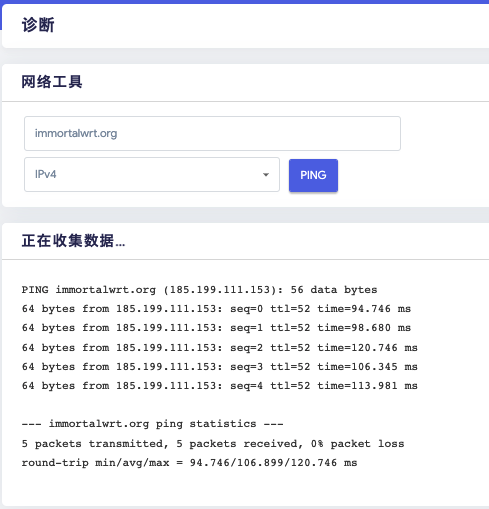 诊断
网络工具
immortalwrt.org
IPv4
PING
正在收集数据...
PING immortalwrt.org (185.199.111.153): 56 data bytes
64 bytes from 185.199.111.153: seq=0 ttl=52 time=94.746 ms
64 bytes from 185.199.111.153: seq=1 ttl=52 time=98.680 ms
64 bytes from 185.199.111.153: seq=2 ttl=52 time=120.746 ms
64 bytes from 185.199.111.153: seq=3 ttl=52 time=106.345 ms
64 bytes from 185.199.111.153: seq=4 ttl=52 time=113.981 ms
--- immortalwrt.org ping statistics ---
5 packets transmitted, 5 packets received, 0% packet loss
round-trip min/avg/max = 94.746/106.899/120.746 ms